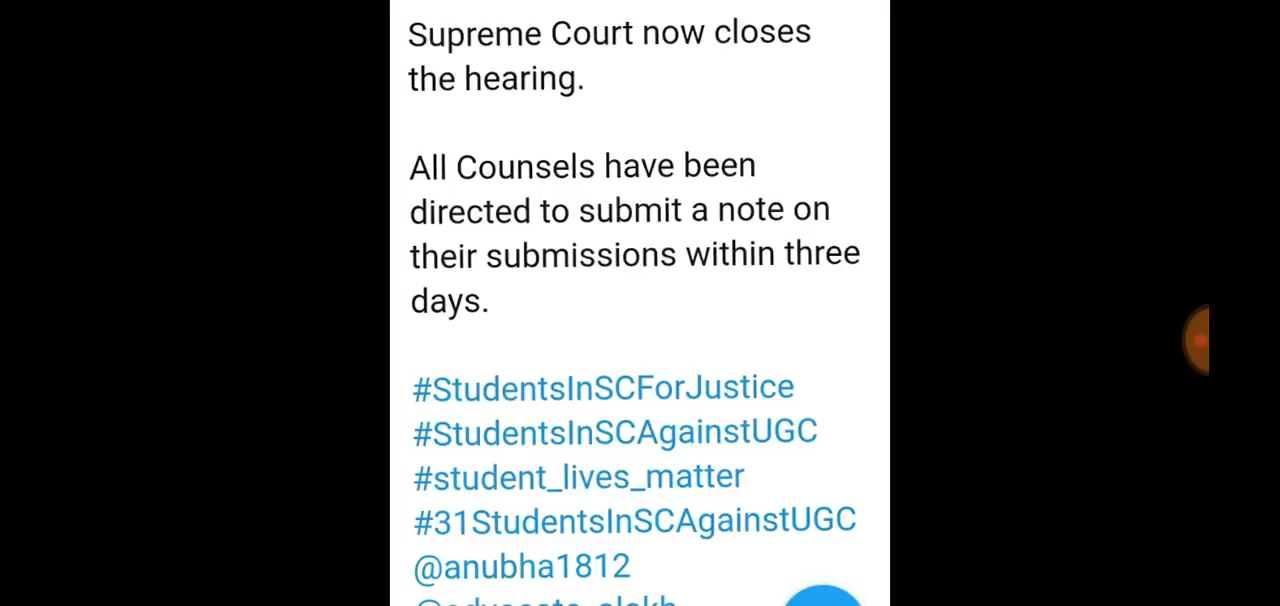 Supreme Court now closes
the hearing.
All Counsels have been
directed to submit a note on
their submissions within three
days.
#StudentsInSCForJustice
#StudentsInSCAgainstUGC
#student_lives_matter
#31StudentsInSCAgainstUGC
@anubha1812